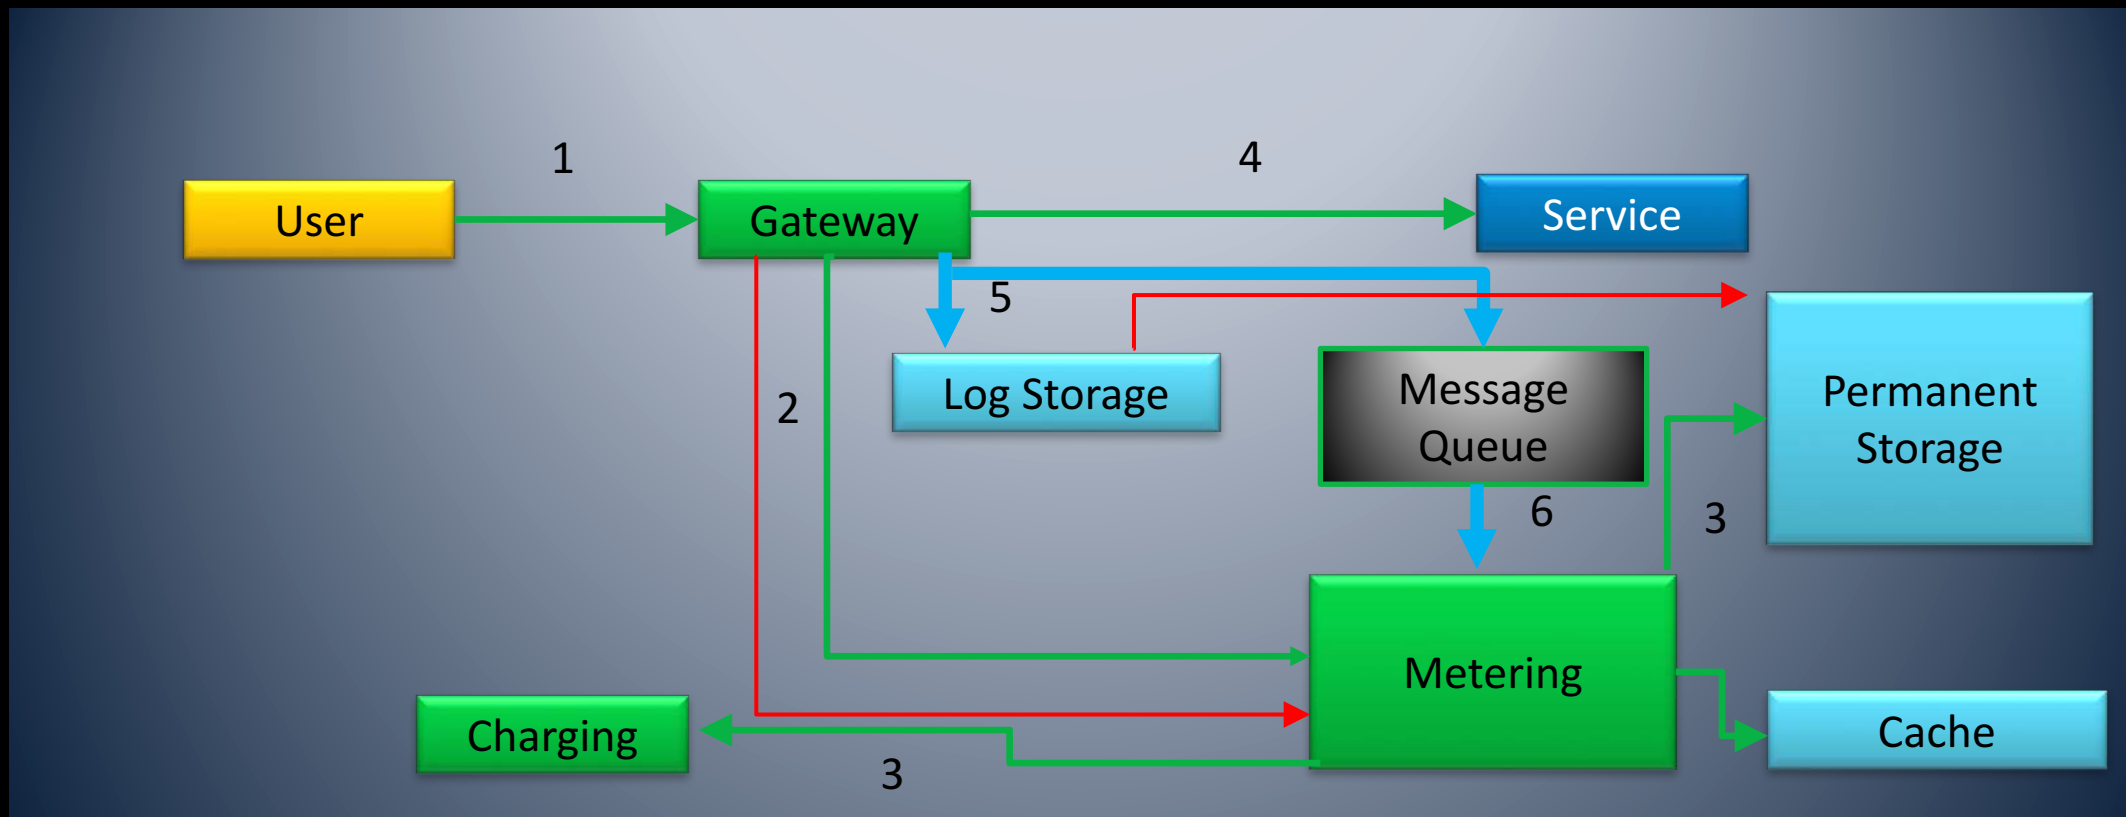 1
4
User
Gateway
Service
5
Log Storage
2
Message
Queue
Permanent
Storage
6
3
Metering
Charging
3
Cache